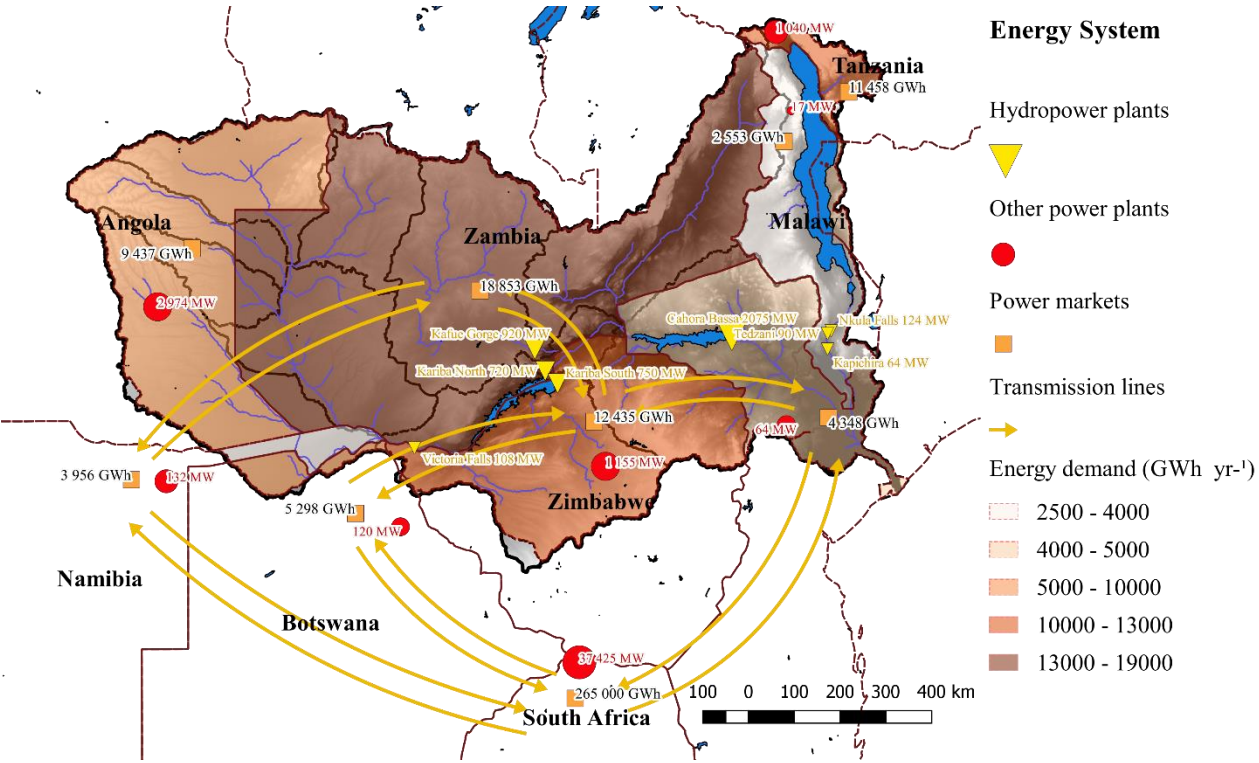 1 040 MW
Tanzania
11 458 GWh
17 MW
2 553 GWh
Angola
9 437 GWh
Zambia
Malawi
18 853 GWh
2 974 MW
Cahora Bassa 2075 MW
Nkula Falls 124 MW
Kafue Gorge 920 MW
Tedzani 90 MW
Kapichira 64 MW
Kariba North 720 MW
Kariba South 750 MW
12 435 GWh
64 MW
4 348 GWh
Victoria Falls 108 MW
3 956 GWh
132 MW
1 155 MW
Zimbabwe
5 298 GWh
120 MW
Namibia
Botswana
37 425 MW
265 000 GWh
South Africa
100 0 100 200 300 400 km
Energy System
Hydropower plants
Other power plants
Power markets
Transmission lines
Energy demand (GWh yr-¹)
2500 - 4000
4000 - 5000
5000 - 10000
10000 - 13000
13000 - 19000